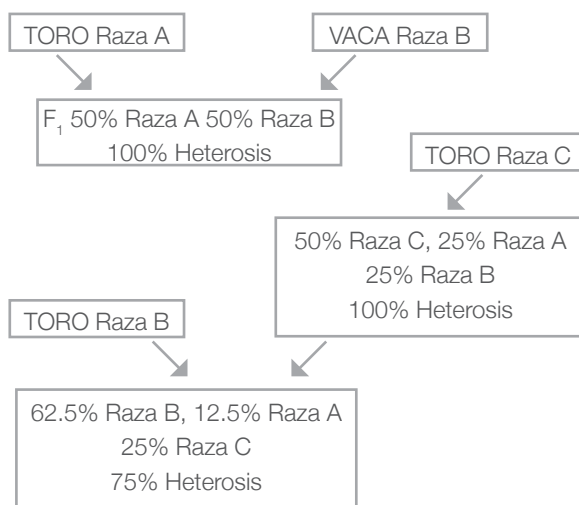 TORO Raza A
VACA Raza B
F1 50% Raza A 50% Raza B
100% Heterosis
TORO Raza C
50% Raza C, 25% Raza A
25% Raza B
100% Heterosis
TORO Raza B
62.5% Raza B, 12.5% Raza A
25% Raza C
75% Heterosis